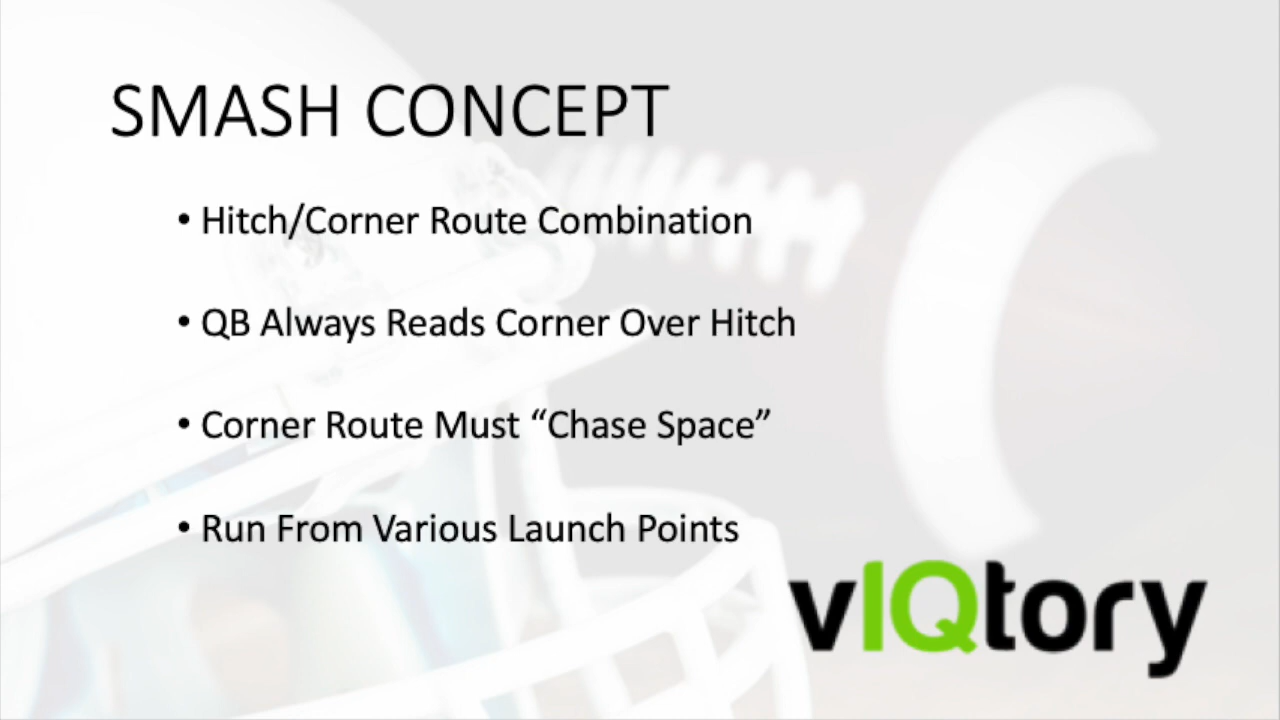 SMASH CONCEPT
• Hitch/Corner Route Combination
• QB Always Reads Corner Over Hitch
• Corner Route Must “Chase Space”
• Run From Various Launch Points
vIQtory